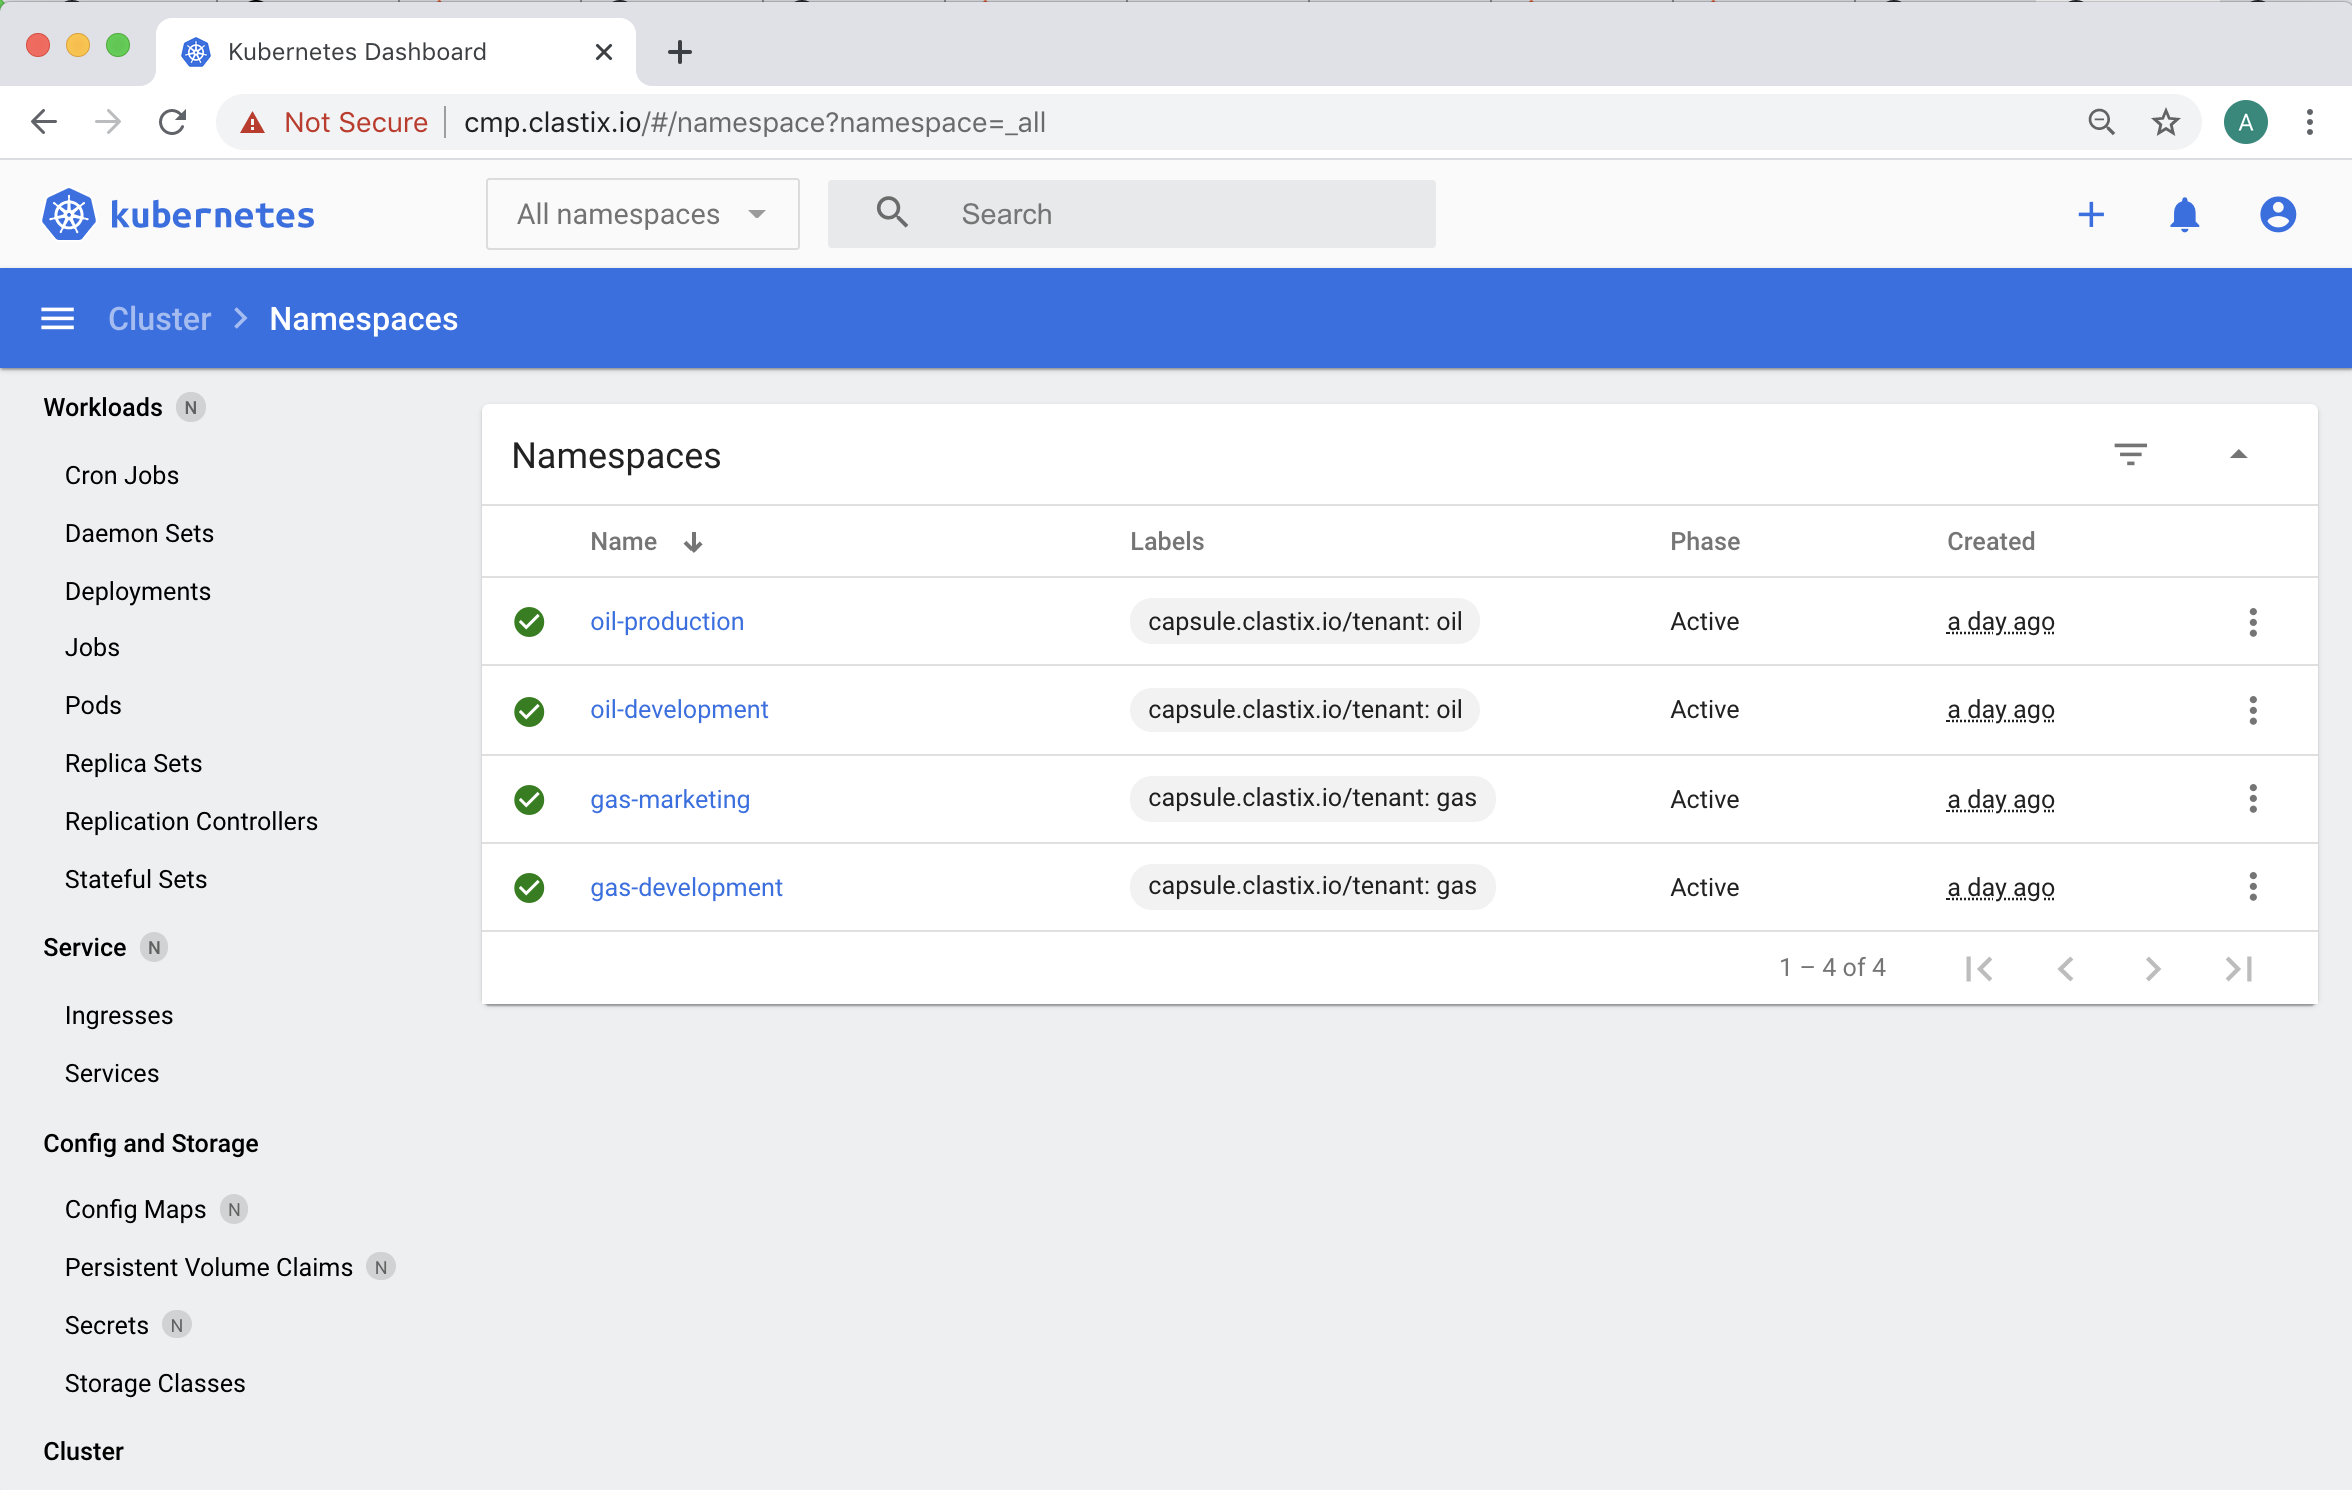 Kubernetes Dashboard
Not Secure cmp.clastix.io/#/namespace?namespace=_all A
kubernetes All namespaces Search
Cluster Namespaces
Workloads N
Cron Jobs
Daemon Sets
Deployments
Jobs
Pods
Replica Sets
Replication Controllers
Stateful Sets
Service N
Ingresses
Services
Config and Storage
Config Maps N
Persistent Volume Claims N
Secrets N
Storage Classes
Cluster
Namespaces
Name Labels Phase Created
oil-production capsule.clastix.io/tenant: oil Active a day ago
oil-development capsule.clastix.io/tenant: oil Active a day ago
gas-marketing capsule.clastix.io/tenant: gas Active a day ago
gas-development capsule.clastix.io/tenant: gas Active a day ago
1 – 4 of 4